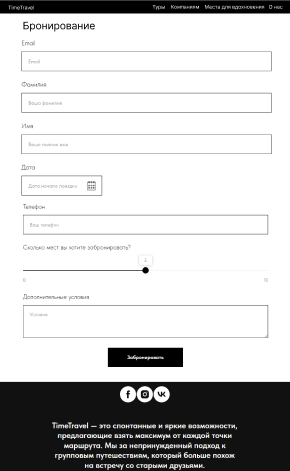 TimeTravel Туры Компаниям Места для вдохновения О нас
Бронирование
Email
Email
Фамилия
Ваша фамилия
Имя
Ваше полное имя
Дата
Дата начала поездки
Телефон
Ваш телефон
Сколько мест вы хотите забронировать?
0
10
Дополнительные условия
Условия
Забронировать
TimeTravel — это спонтанные и яркие возможности,
предлагающие взять максимум от каждой точки
маршрута. Мы за непринужденный подход к
групповым путешествиям, который больше похож
на встречу со старыми друзьями.